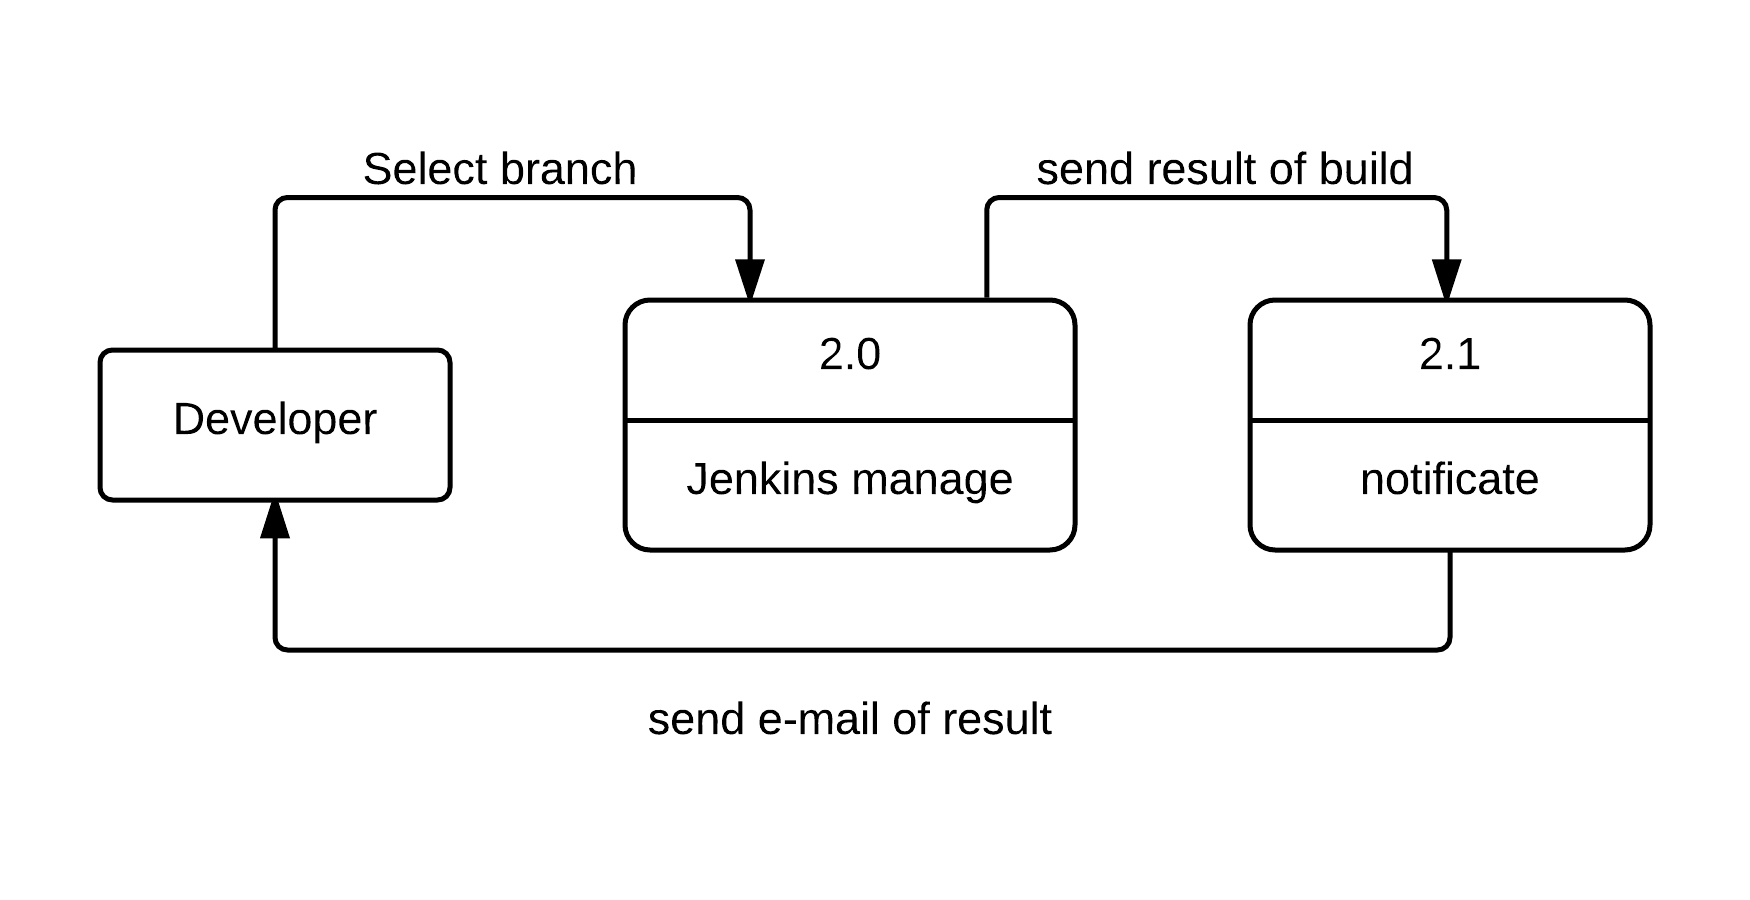 Select branch
send result of build
2.0
2.1
Developer
Jenkins manage
notificate
send e-mail of result